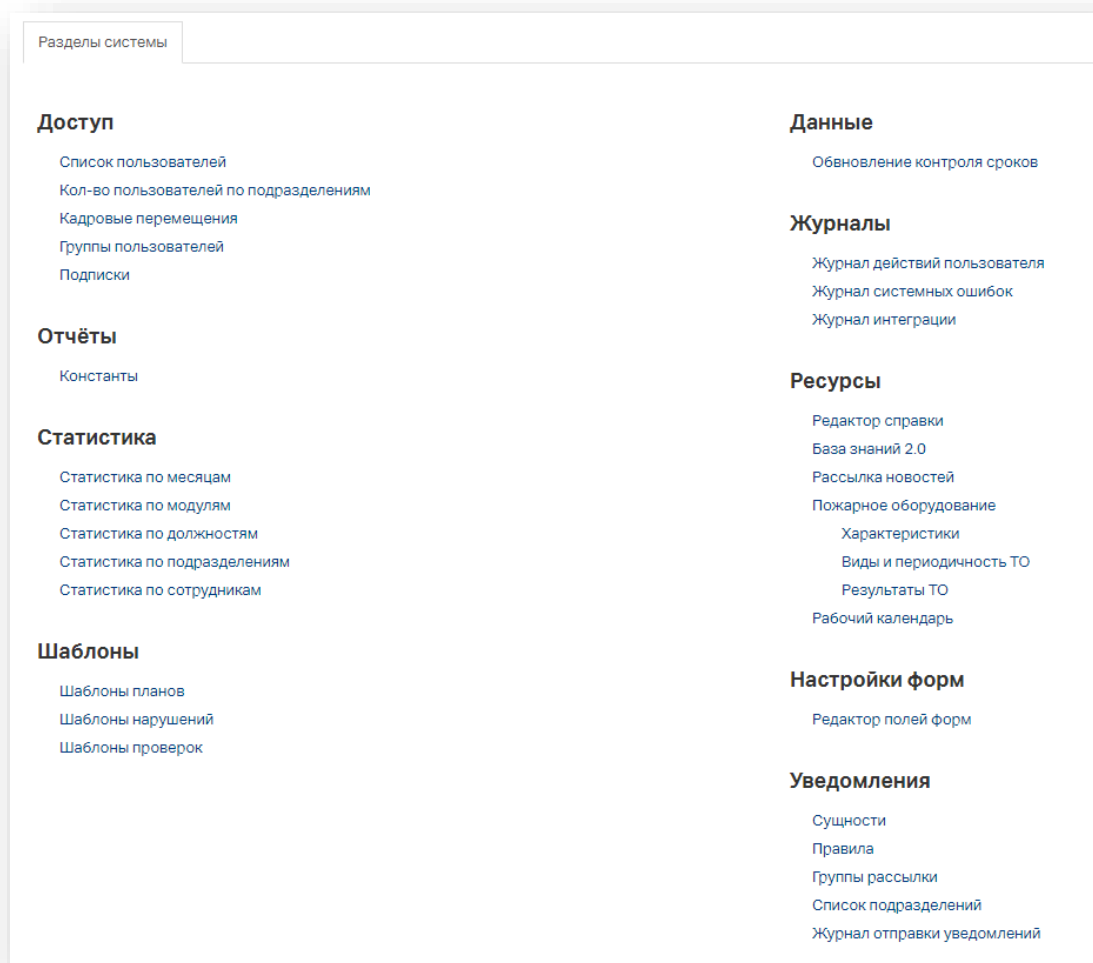 Разделы системы
Доступ
Список пользователей
Кол-во пользователей по подразделениям
Кадровые перемещения
Группы пользователей
Подписки
Отчёты
Константы
Статистика
Статистика по месяцам
Статистика по модулям
Статистика по должностям
Статистика по подразделениям
Статистика по сотрудникам
Шаблоны
Шаблоны планов
Шаблоны нарушений
Шаблоны проверок
Данные
Обвновление контроля сроков
Журналы
Журнал действий пользователя
Журнал системных ошибок
Журнал интеграции
Ресурсы
Редактор справки
База знаний 2.0
Рассылка новостей
Пожарное оборудование
Характеристики
Виды и периодичность ТО
Результаты ТО
Рабочий календарь
Настройки форм
Редактор полей форм
Уведомления
Сущности
Правила
Группы рассылки
Список подразделений
Журнал отправки уведомлений